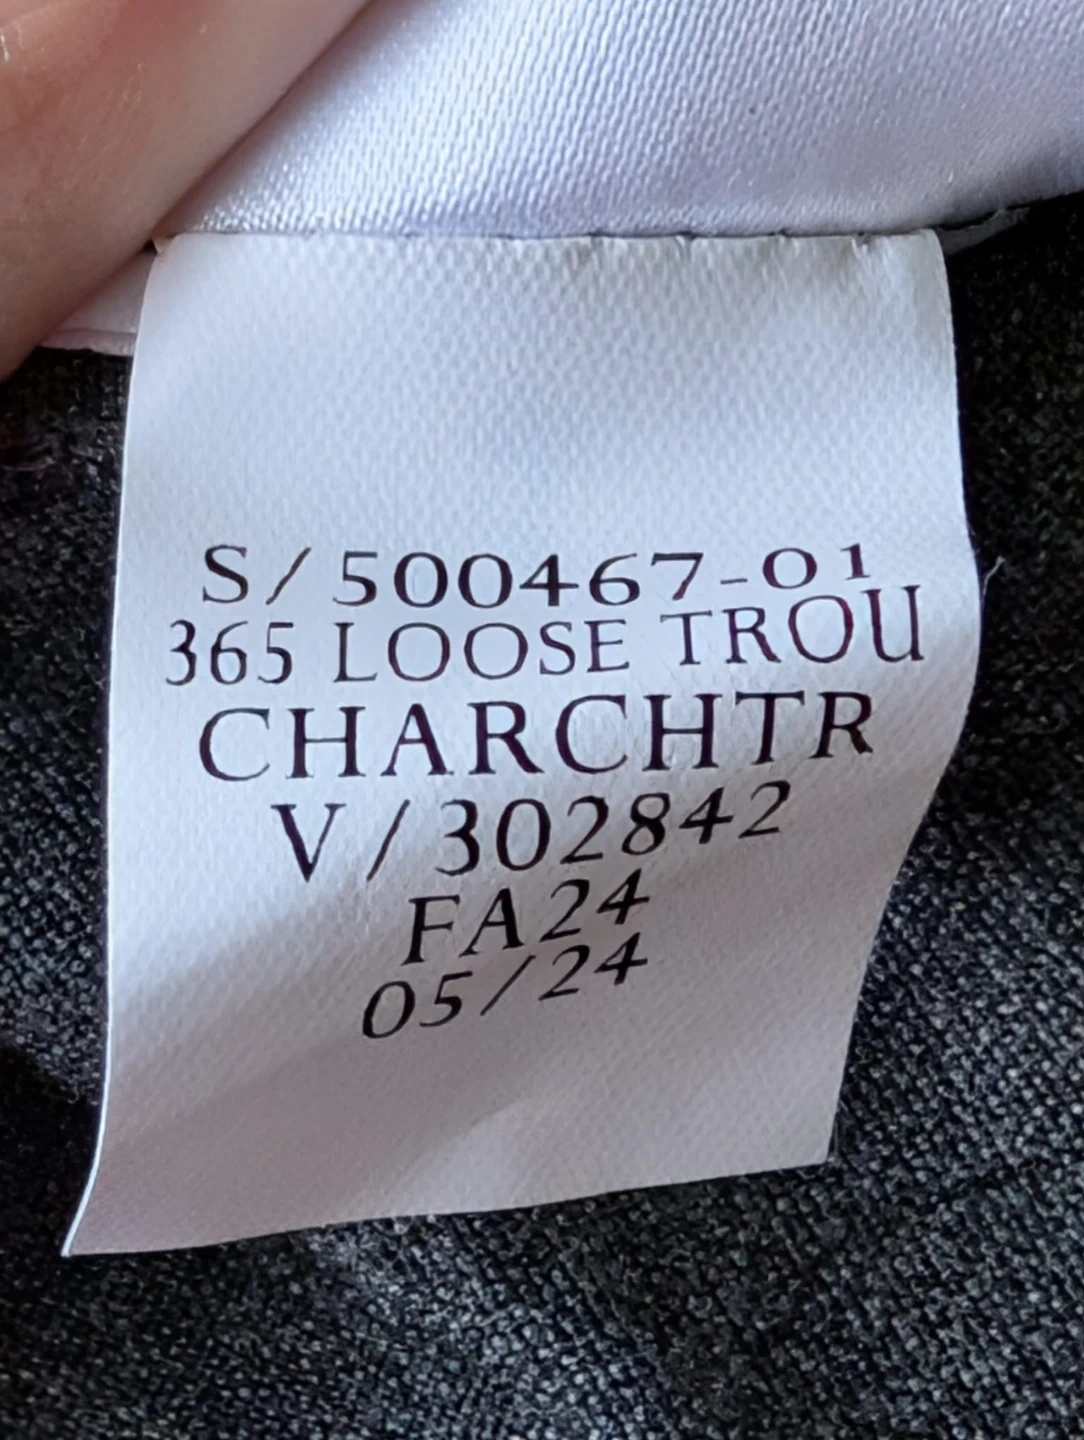 S/500467-01
365 LOOSE TROU
CHARCHTR
V/302842
FA24
05/24